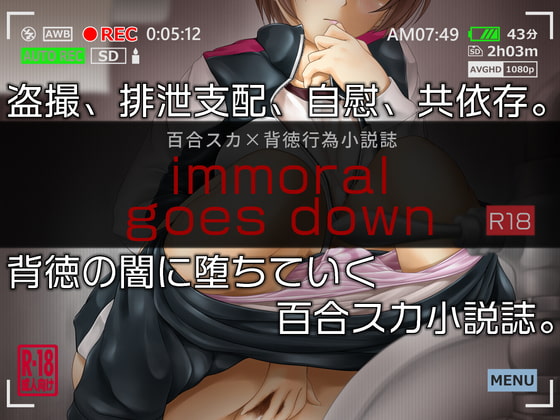 AWB
REC
0:05:12
AM07:49
43分
AUTO REC
SD
SD
2h03m
AVGHD
1080p
盗撮、排泄支配、自慰、共依存。
百合スカ×背徳行為小説誌
immoral
goes down
R18
背徳の闇に堕ちていく
百合スカ小説誌。
R-18
成人向け
MENU